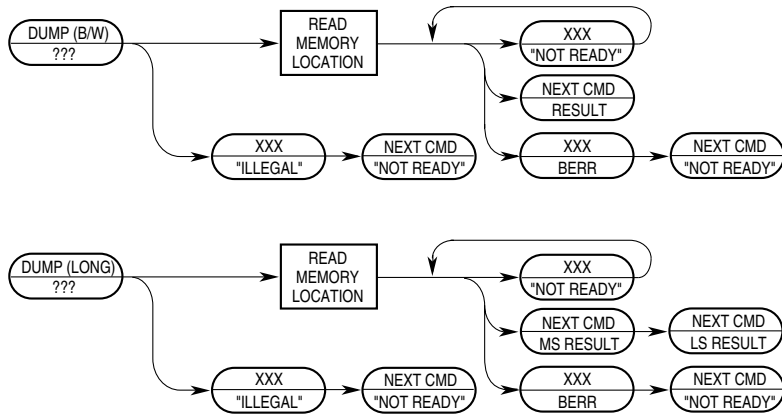 DUMP (B/W)
???
READ
MEMORY
LOCATION
XXX
"NOT READY"
NEXT CMD
RESULT
XXX
"ILLEGAL"
NEXT CMD
"NOT READY"
XXX
BERR
NEXT CMD
"NOT READY"
DUMP (LONG)
???
READ
MEMORY
LOCATION
XXX
"NOT READY"
NEXT CMD
MS RESULT
NEXT CMD
LS RESULT
XXX
"ILLEGAL"
NEXT CMD
"NOT READY"
XXX
BERR
NEXT CMD
"NOT READY"